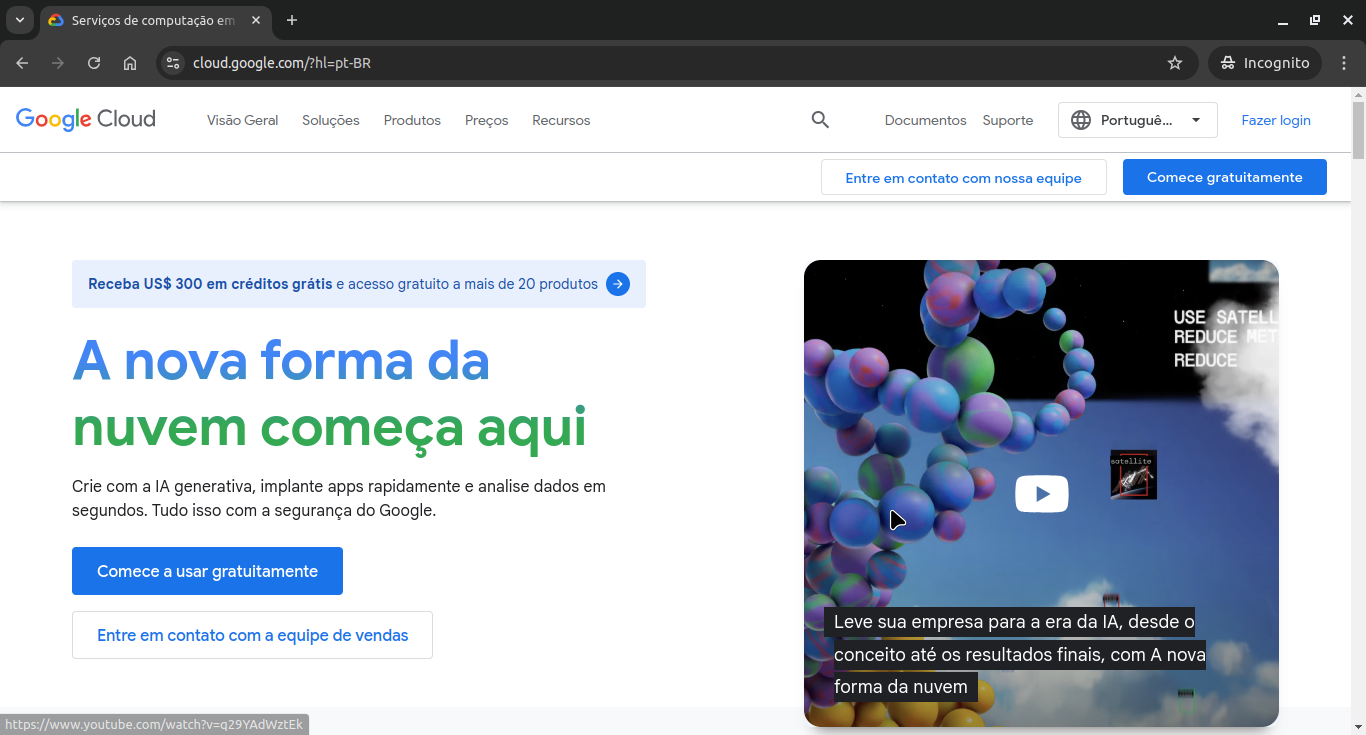 Serviços de computação em
cloud.google.com/?hl=pt-BR
Incognito
Google Cloud
Visão Geral
Soluções
Produtos
Preços
Recursos
Documentos
Suporte
Portuguê...
Fazer login
Entre em contato com nossa equipe
Comece gratuitamente
Receba US$ 300 em créditos grátis e acesso gratuito a mais de 20 produtos
A nova forma da
nuvem começa aqui
Crie com a IA generativa, implante apps rapidamente e analise dados em
segundos. Tudo isso com a segurança do Google.
Comece a usar gratuitamente
Entre em contato com a equipe de vendas
USE SATELL
REDUCE MET
REDUCE
satellite
Leve sua empresa para a era da IA, desde o
conceito até os resultados finais, com A nova
forma da nuvem
https://www.youtube.com/watch?v=q29YAdWztEk